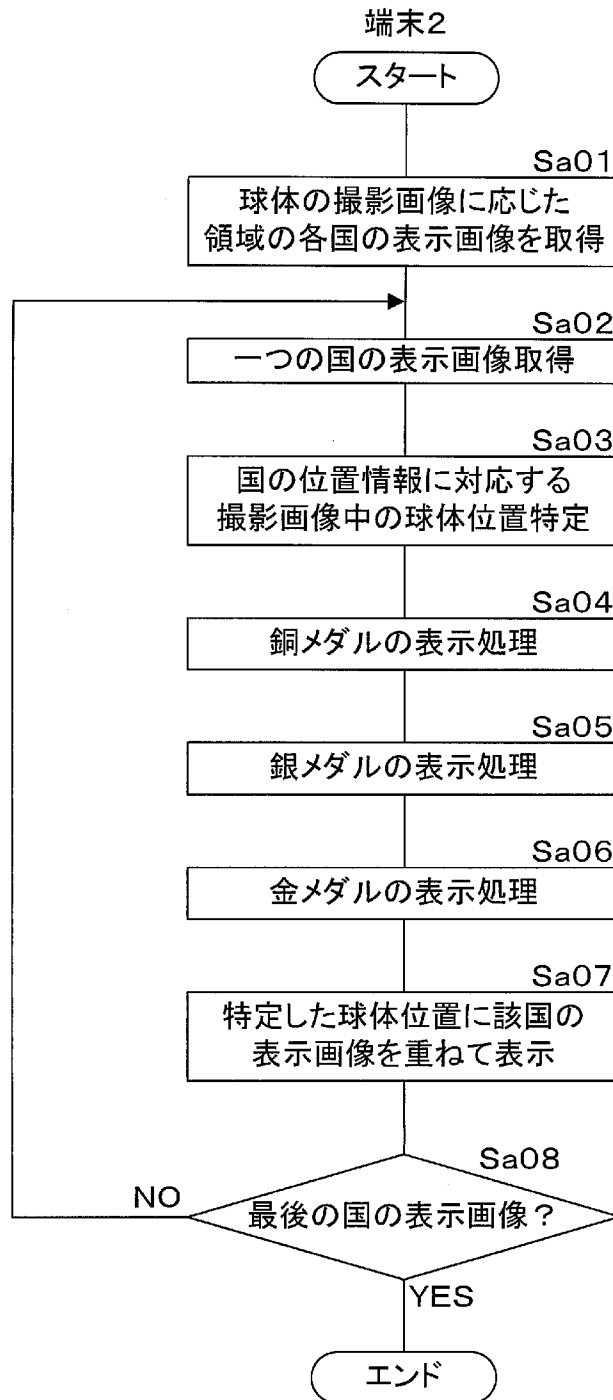 端末2
スタート
Sa01
球体の撮影画像に応じた
領域の各国の表示画像を取得
Sa02
一つの国の表示画像取得
Sa03
国の位置情報に対応する
撮影画像中の球体位置特定
Sa04
銅メダルの表示処理
Sa05
銀メダルの表示処理
Sa06
金メダルの表示処理
Sa07
特定した球体位置に該国の
表示画像を重ねて表示
Sa08
NO
最後の国の表示画像？
YES
エンド